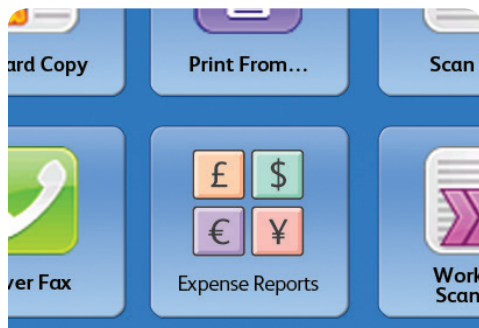 ard Copy
Print From...
Scan
£ $
€ ¥
ver Fax
Expense Reports
Work
Scan